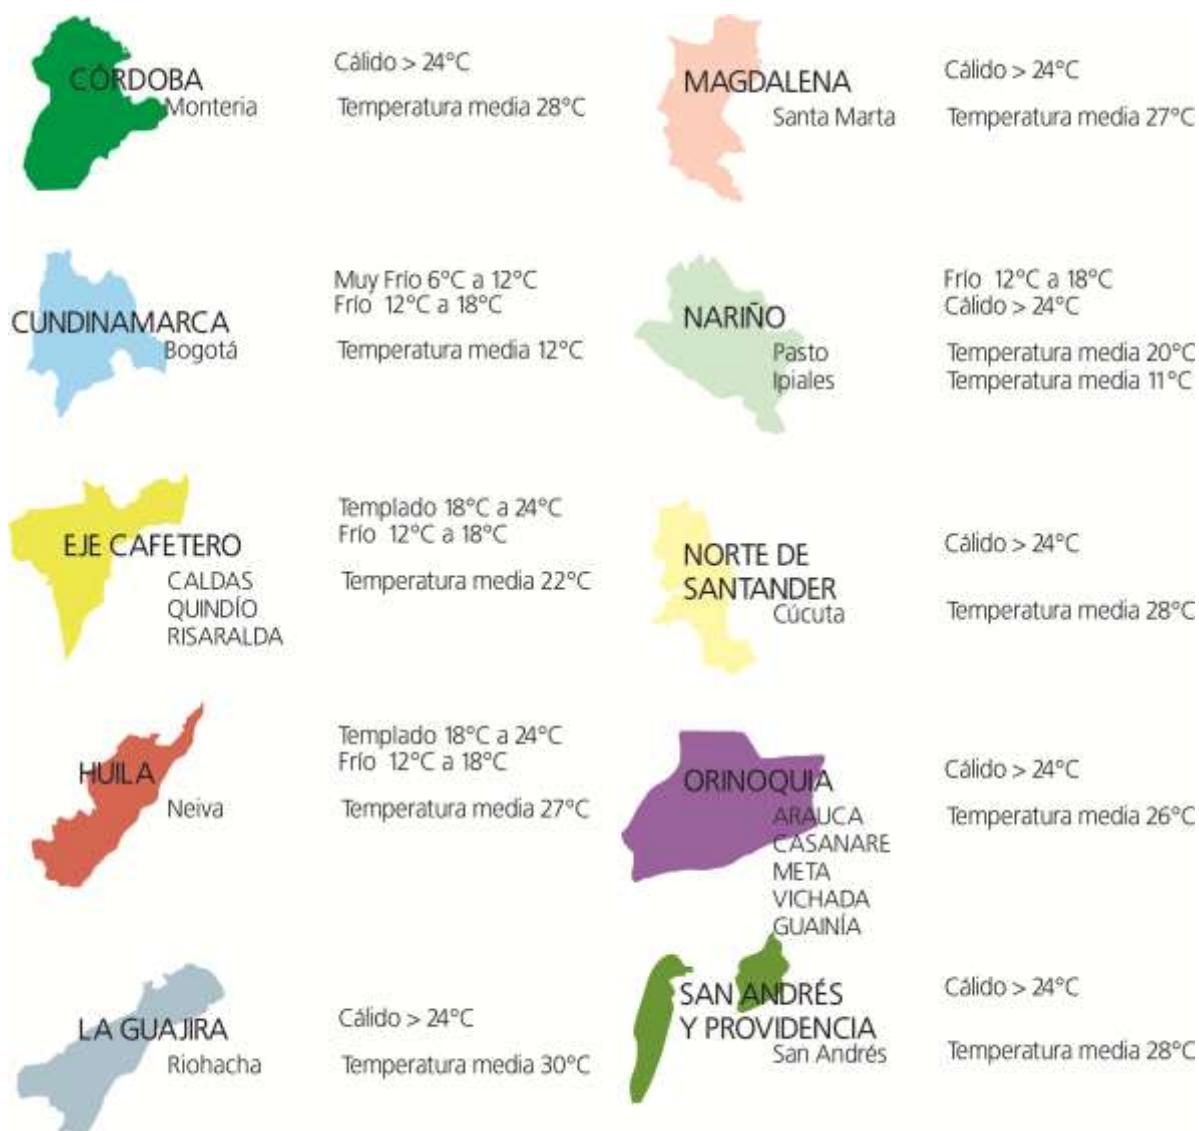 CÓRDOBA
Monteria
Cálido > 24°C
Temperatura media 28°C
MAGDALENA
Santa Marta
Cálido > 24°C
Temperatura media 27°C
CUNDINAMARCA
Bogotá
Muy Frío 6°C a 12°C
Frío 12°C a 18°C
Temperatura media 12°C
NARIÑO
Pasto
Ipiales
Frío 12°C a 18°C
Cálido > 24°C
Temperatura media 20°C
Temperatura media 11°C
EJE CAFETERO
CALDAS
QUINDÍO
RISARALDA
Templado 18°C a 24°C
Frío 12°C a 18°C
Temperatura media 22°C
NORTE DE
SANTANDER
Cúcuta
Cálido > 24°C
Temperatura media 28°C
HUILA
Neiva
Templado 18°C a 24°C
Frío 12°C a 18°C
Temperatura media 27°C
ORINOQUIA
ARAUCA
CASANARE
META
VICHADA
GUAINÍA
Cálido > 24°C
Temperatura media 26°C
LA GUAJIRA
Riohacha
Cálido > 24°C
Temperatura media 30°C
SAN ANDRÉS
Y PROVIDENCIA
San Andrés
Cálido > 24°C
Temperatura media 28°C